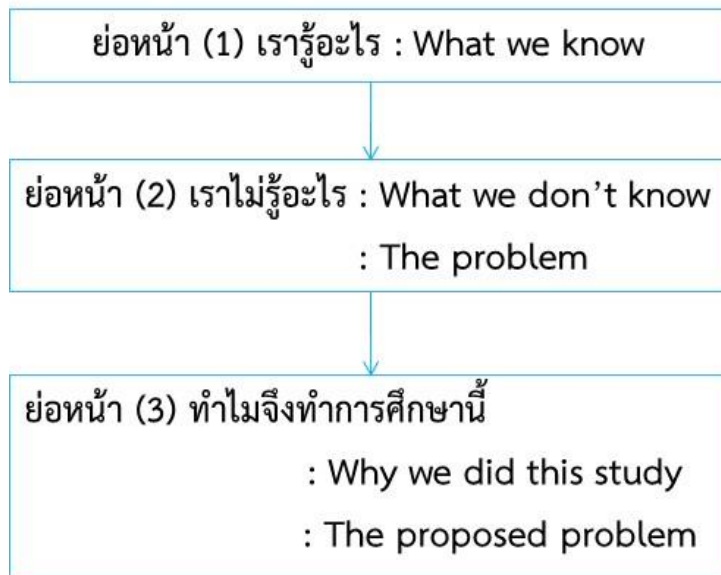 ย่อหน้า (1) เรารู้อะไร : What we know
ย่อหน้า (2) เราไม่รู้อะไร : What we don't know
: The problem
ย่อหน้า (3) ทำไมจึงทำการศึกษานี้
: Why we did this study
: The proposed problem